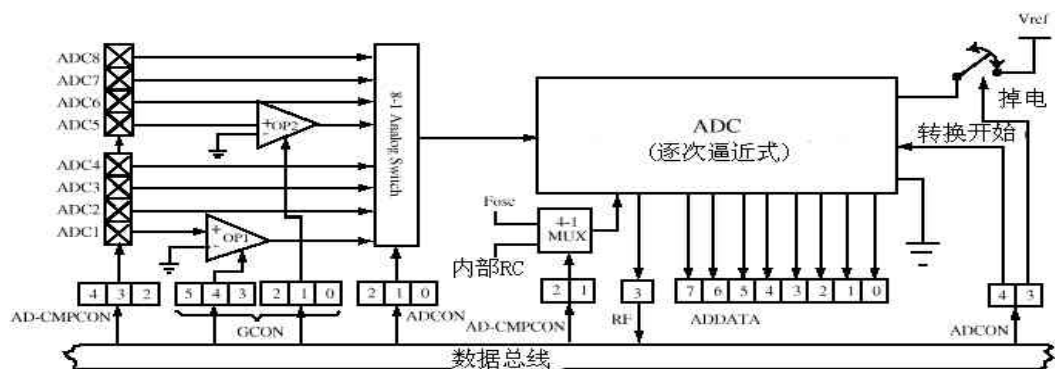 Vref
ADC8
ADC7
ADC6
ADC5
+
-
OP2
ADC4
ADC3
ADC2
ADC1
+
-
OP1
8-1 Analog Switch
ADC
(逐次逼近式)
掉电
转换开始
Fosc
4-1
MUX
内部RC
4 3 2
5 4 3
2 1 0
2 1 0
2 1
3
7 6 5 4 3 2 1 0
4 3
AD-CMPCON
GCON
ADCON
AD-CMPCON
RF
ADDATA
ADCON
数据总线